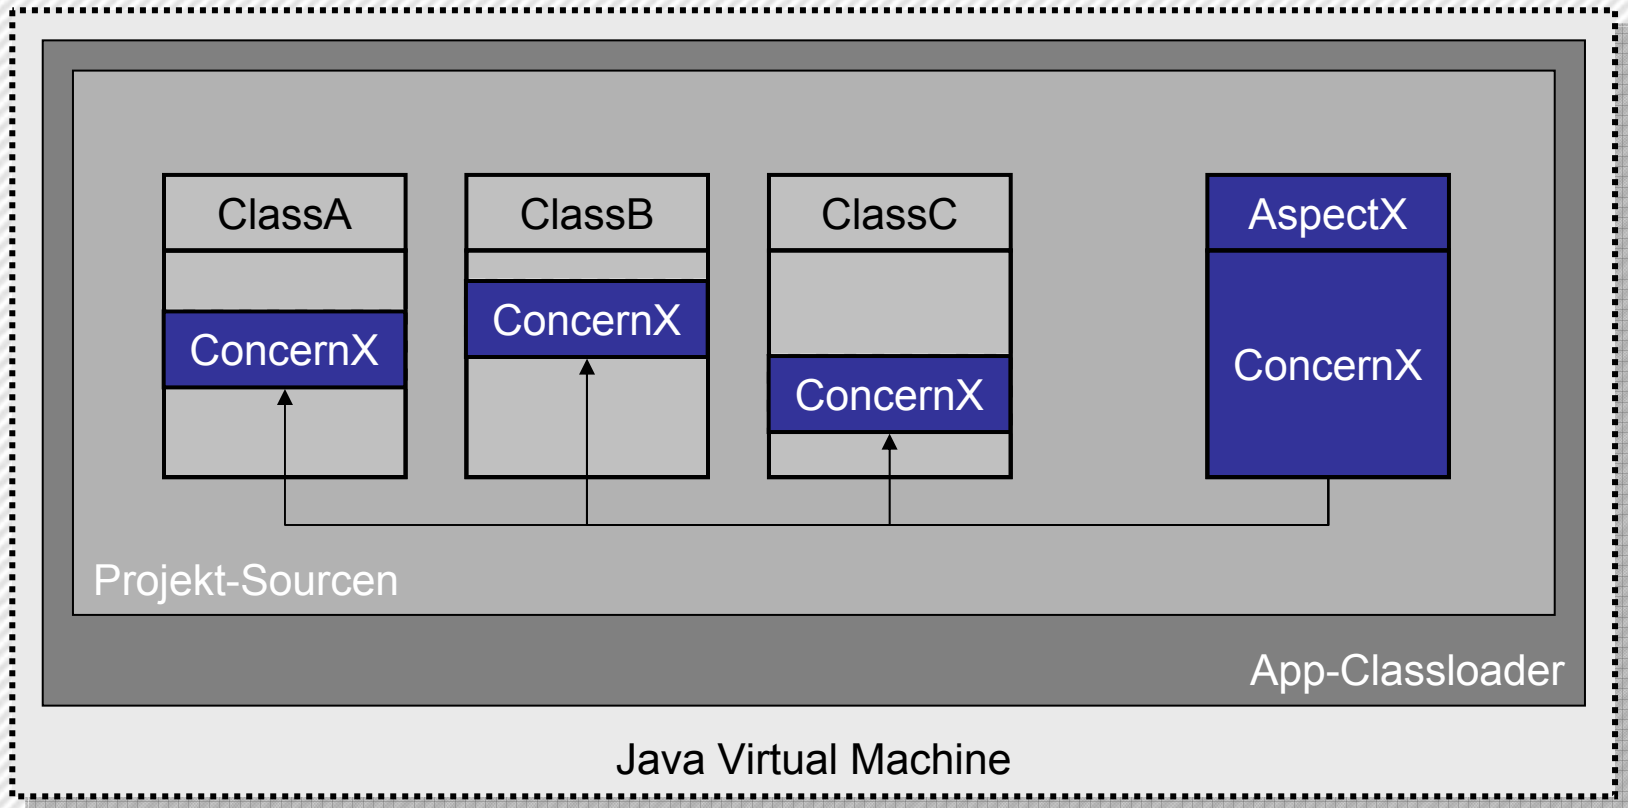 ClassA
ClassB
ClassC
AspectX
ConcernX
ConcernX
ConcernX
ConcernX
Projekt-Sourcen
App-Classloader
Java Virtual Machine